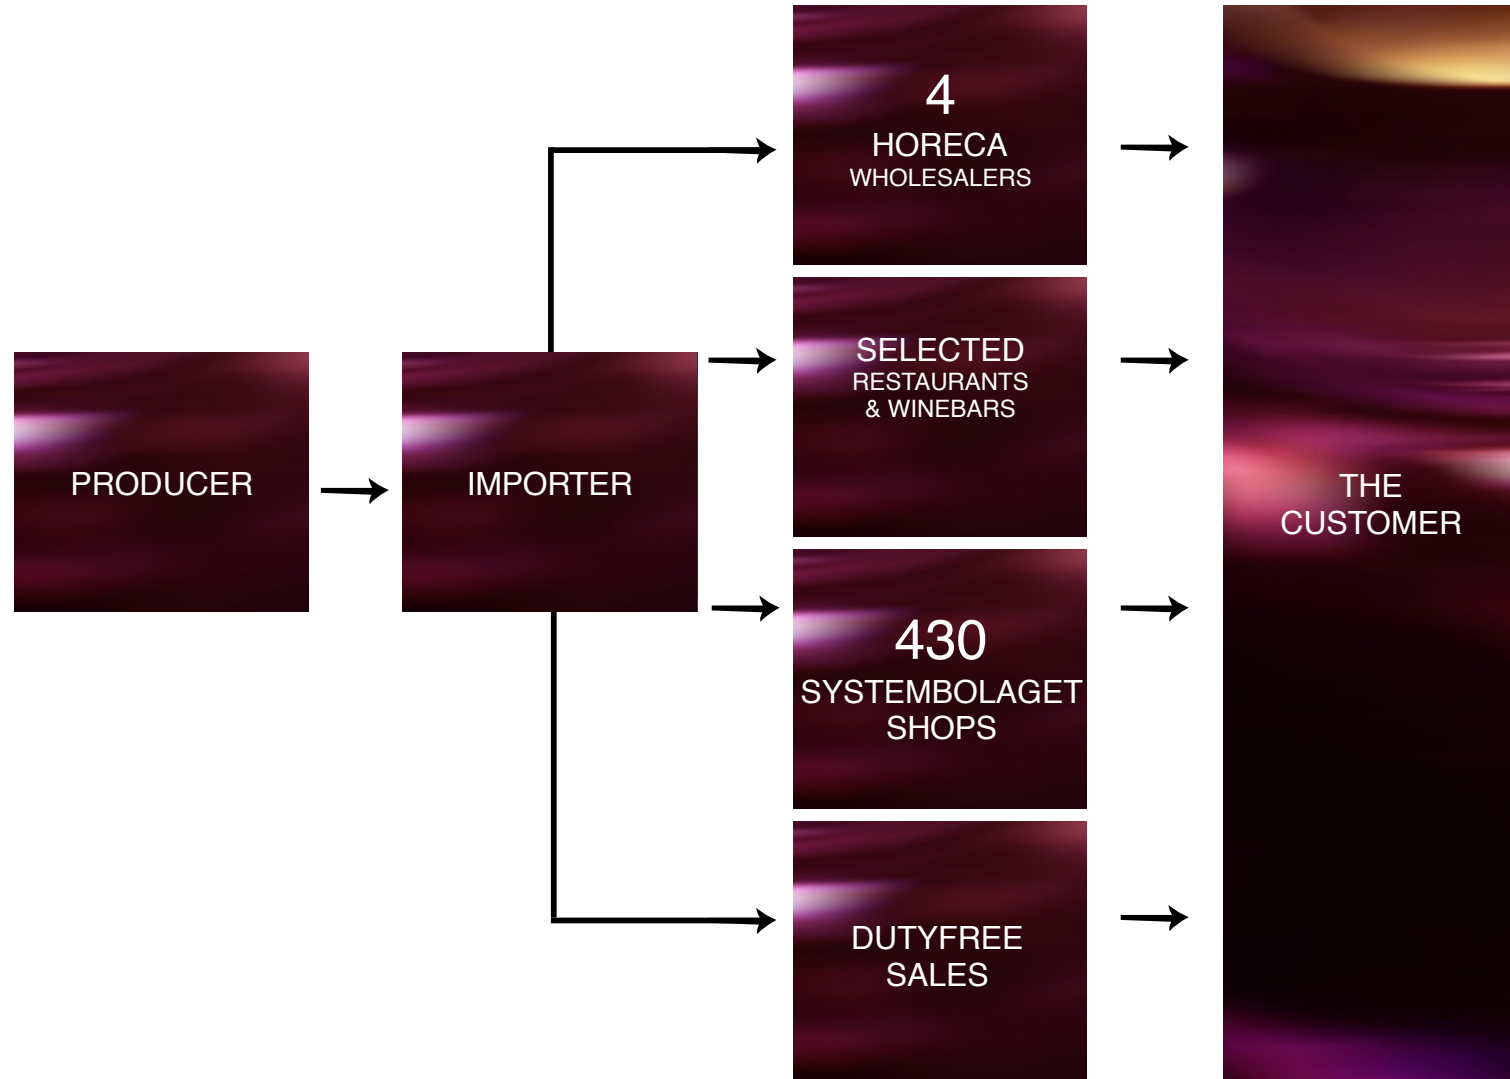 PRODUCER
IMPORTER
4
HORECA
WHOLESALERS
SELECTED
RESTAURANTS
& WINEBARS
430
SYSTEMBOLAGET
SHOPS
DUTYFREE
SALES
THE
CUSTOMER